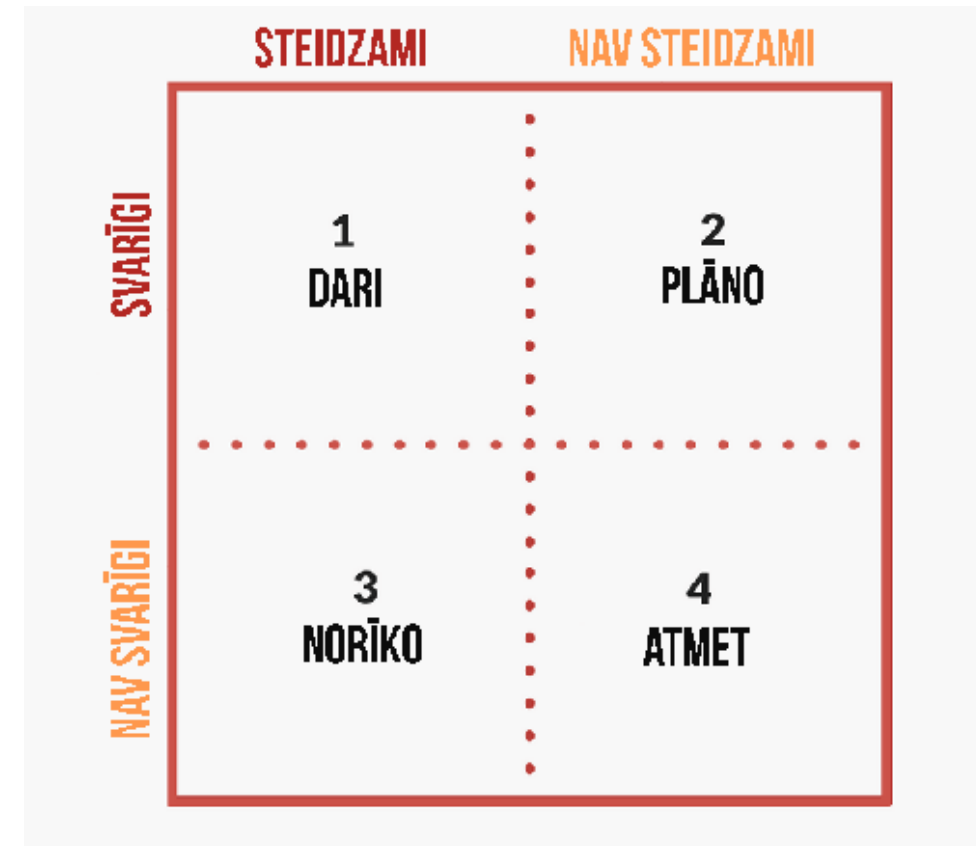 STEIDZAMI
NAV STEIDZAMI
SVARĪGI
1
DARI
2
PLĀNO
NAV SVARĪGI
3
NORĪKO
4
ATMET